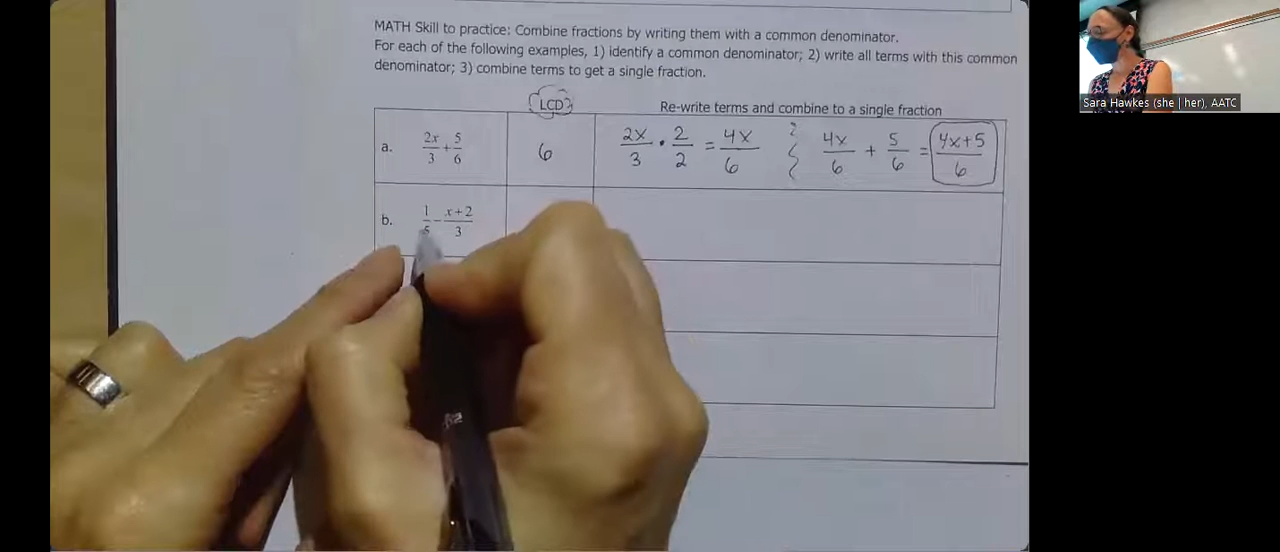 MATH Skill to practice: Combine fractions by writing them with a common denominator.
For each of the following examples, 1) identify a common denominator; 2) write all terms with this common
denominator; 3) combine terms to get a single fraction.
LCD Re-write terms and combine to a single fraction
a. 2x/3 + 5/6 6 2x/3 · 2/2 = 4x/6 4x/6 + 5/6 = 4x+5/6
b. 1/5 - x+2/3
Sara Hawkes (she | her), AATC